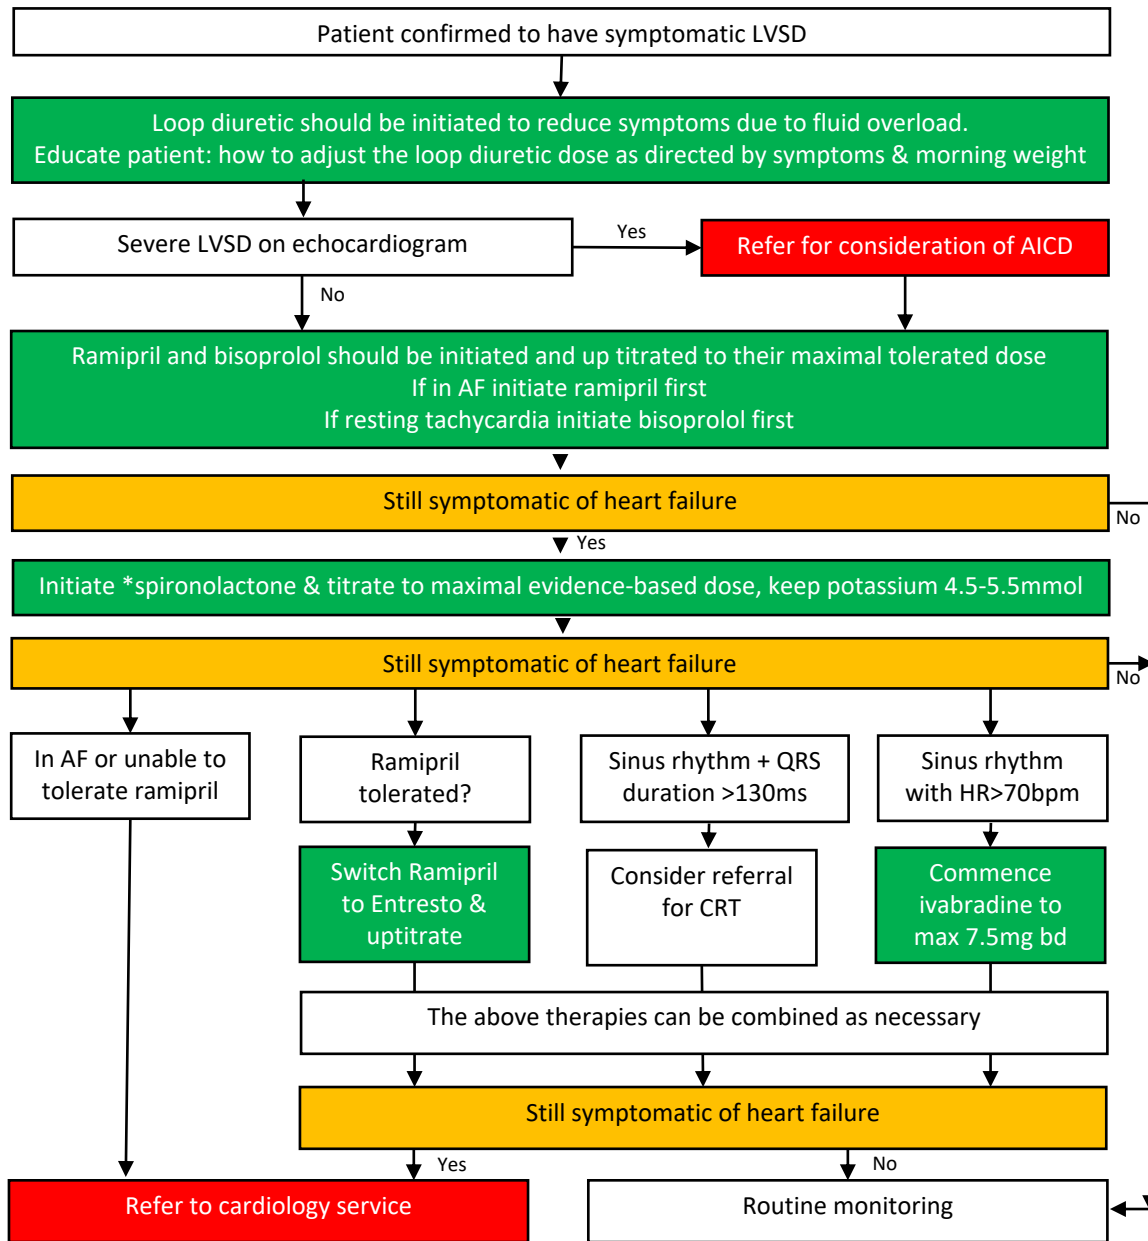 Patient confirmed to have symptomatic LVSD
Loop diuretic should be initiated to reduce symptoms due to fluid overload.
Educate patient: how to adjust the loop diuretic dose as directed by symptoms & morning weight
Severe LVSD on echocardiogram
Yes
Refer for consideration of AICD
No
Ramipril and bisoprolol should be initiated and up titrated to their maximal tolerated dose
If in AF initiate ramipril first
If resting tachycardia initiate bisoprolol first
Still symptomatic of heart failure
No
Yes
Initiate *spironolactone & titrate to maximal evidence-based dose, keep potassium 4.5-5.5mmol
Still symptomatic of heart failure
No
In AF or unable to
tolerate ramipril
Ramipril
tolerated?
Sinus rhythm + QRS
duration >130ms
Sinus rhythm
with HR>70bpm
Switch Ramipril
to Entresto &
uptitrate
Consider referral
for CRT
Commence
ivabradine to
max 7.5mg bd
The above therapies can be combined as necessary
Still symptomatic of heart failure
Yes
No
Refer to cardiology service
Routine monitoring